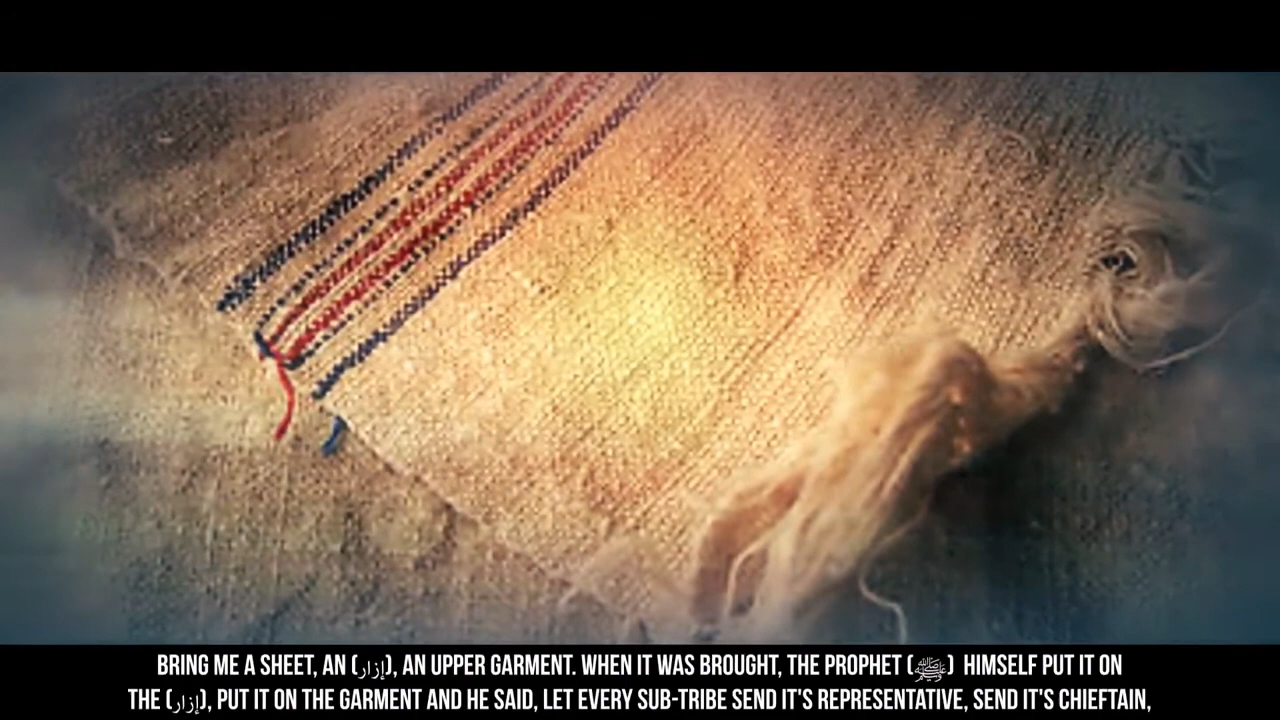 BRING ME A SHEET, AN (إزار), AN UPPER GARMENT. WHEN IT WAS BROUGHT, THE PROPHET (ﷺ) HIMSELF PUT IT ON
THE (إزار), PUT IT ON THE GARMENT AND HE SAID, LET EVERY SUB-TRIBE SEND IT'S REPRESENTATIVE, SEND IT'S CHIEFTAIN,